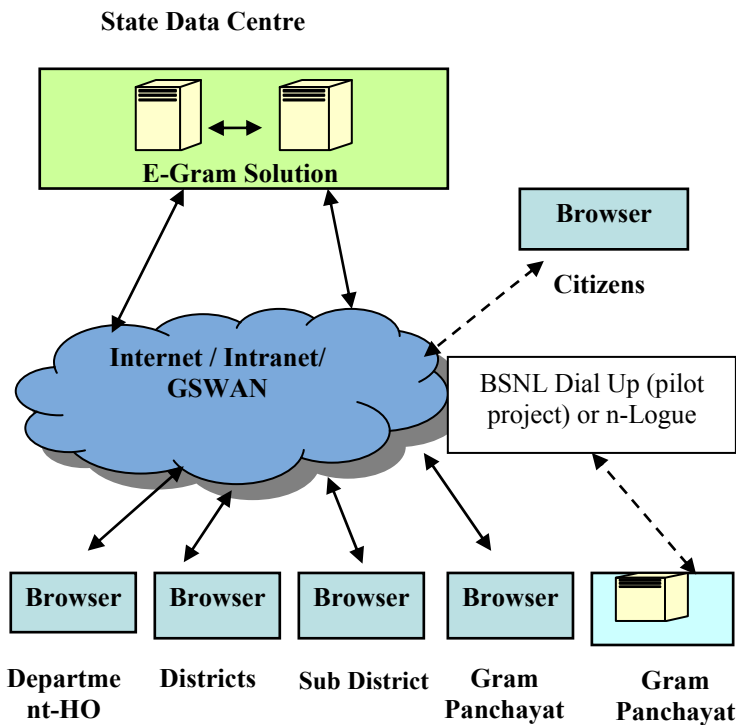 State Data Centre
E-Gram Solution
Browser
Citizens
Internet / Intranet/
GSWAN
BSNL Dial Up (pilot
project) or n-Logue
Browser
Browser
Browser
Browser
Departme
nt-HO
Districts
Sub District
Gram
Panchayat
Gram
Panchayat